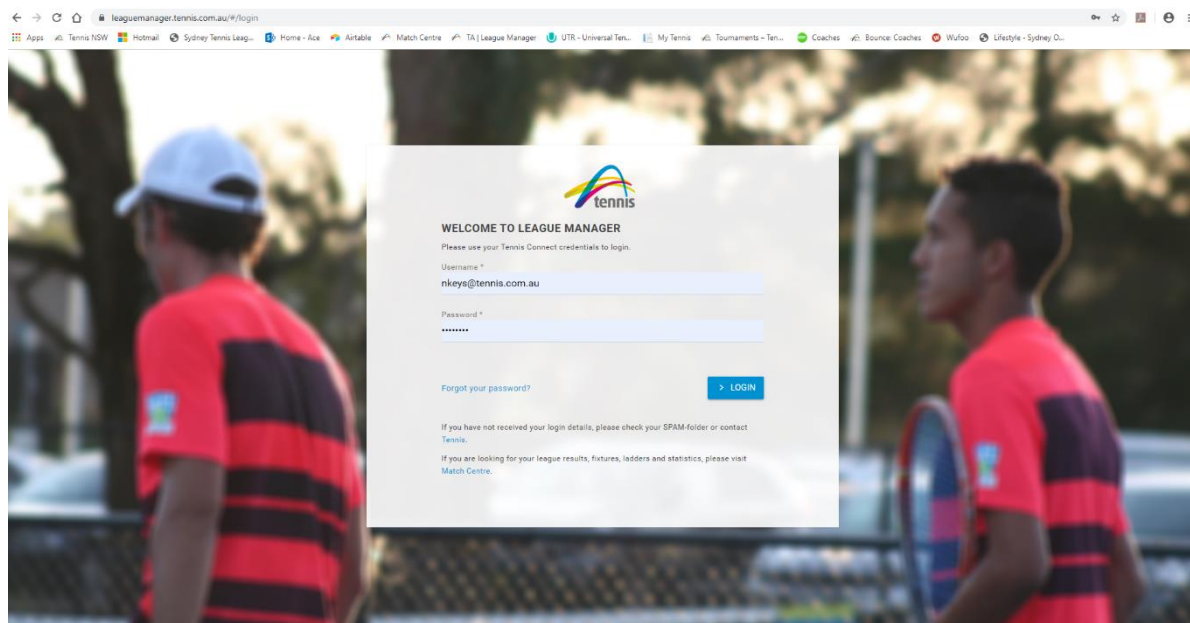 leaguemanager.tennis.com.au/#/login
Apps Tennis NSW Hotmail Sydney Tennis Leag... Home - Ace Airtable Match Centre TA | League Manager UTR - Universal Ten... My Tennis Tournaments – Ten... Coaches Bounce: Coaches Wufoo Lifestyle - Sydney O...
tennis
WELCOME TO LEAGUE MANAGER
Please use your Tennis Connect credentials to login.
Username *
nkeys@tennis.com.au
Password *
••••••••
Forgot your password?
> LOGIN
If you have not received your login details, please check your SPAM-folder or contact
Tennis.
If you are looking for your league results, fixtures, ladders and statistics, please visit
Match Centre.